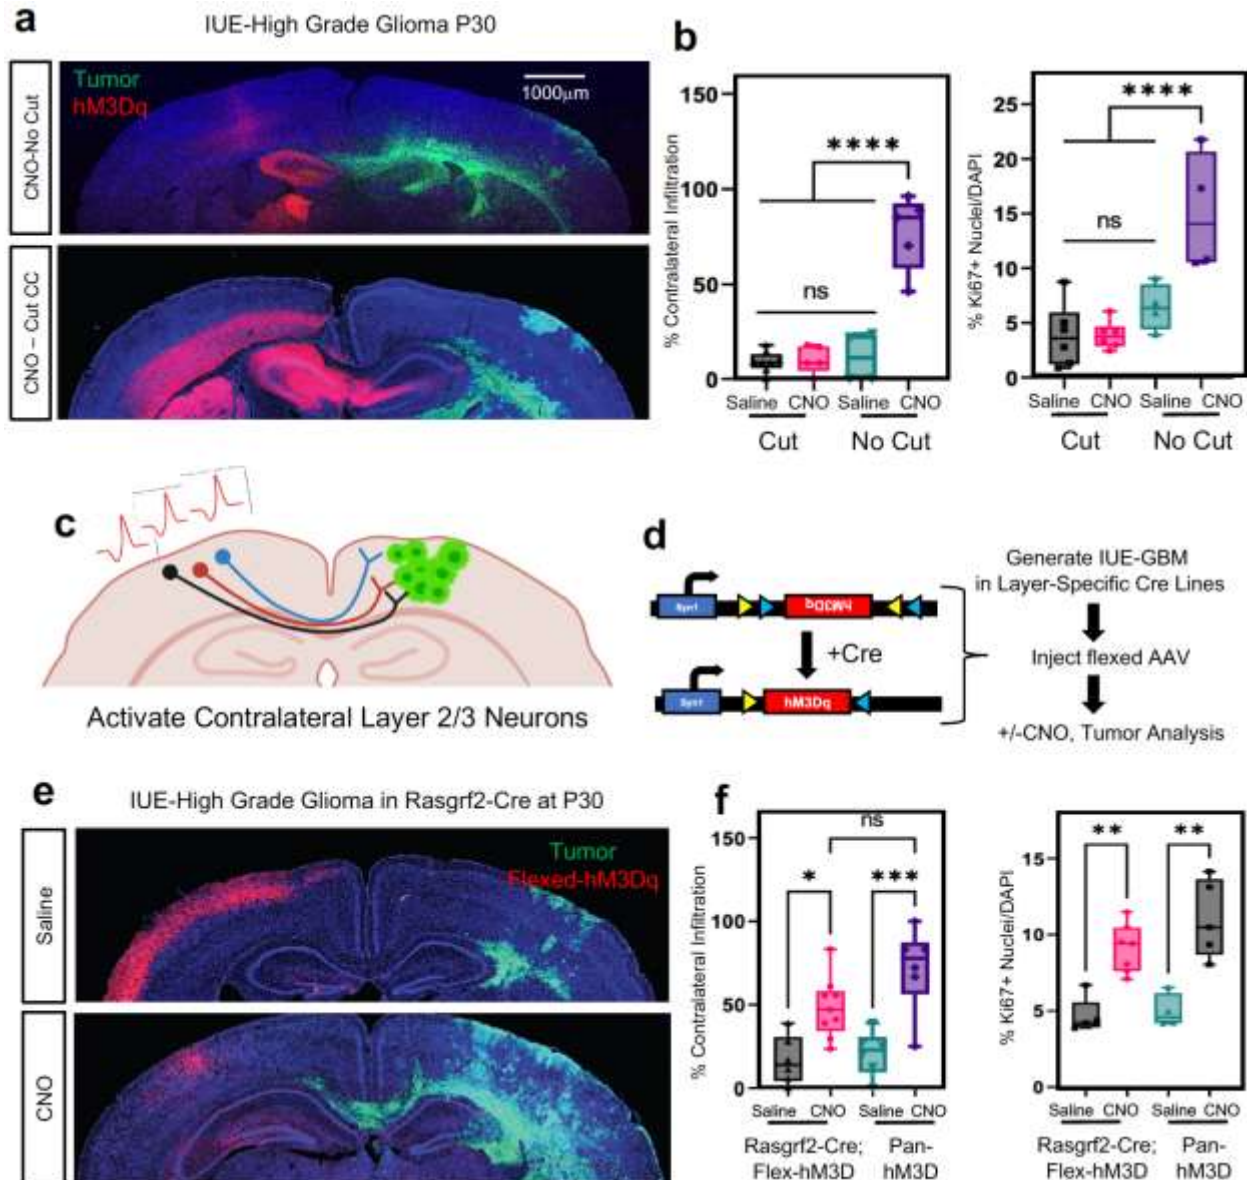 a
IUE-High Grade Glioma P30
CNO-No Cut
Tumor
hM3Dq
1000μm
CNO – Cut CC
b
% Contralateral Infiltration
150
100
50
0
****
ns
Saline CNO Saline CNO
Cut No Cut
% Ki67+ Nuclei/DAPI
25
20
15
10
5
0
****
ns
Saline CNO Saline CNO
Cut No Cut
c
Activate Contralateral Layer 2/3 Neurons
d
Syn1
hM3Dq
+Cre
Syn1
hM3Dq
Generate IUE-GBM
in Layer-Specific Cre Lines
Inject flexed AAV
+/-CNO, Tumor Analysis
e
IUE-High Grade Glioma in Rasgrf2-Cre at P30
Saline
Tumor
Flexed-hM3Dq
CNO
f
% Contralateral Infiltration
150
100
50
0
ns
* ***
Saline CNO Saline CNO
Rasgrf2-Cre; Pan-
Flex-hM3D hM3D
% Ki67+ Nuclei/DAPI
15
10
5
0
** **
Saline CNO Saline CNO
Rasgrf2-Cre; Pan-
Flex-hM3D hM3D